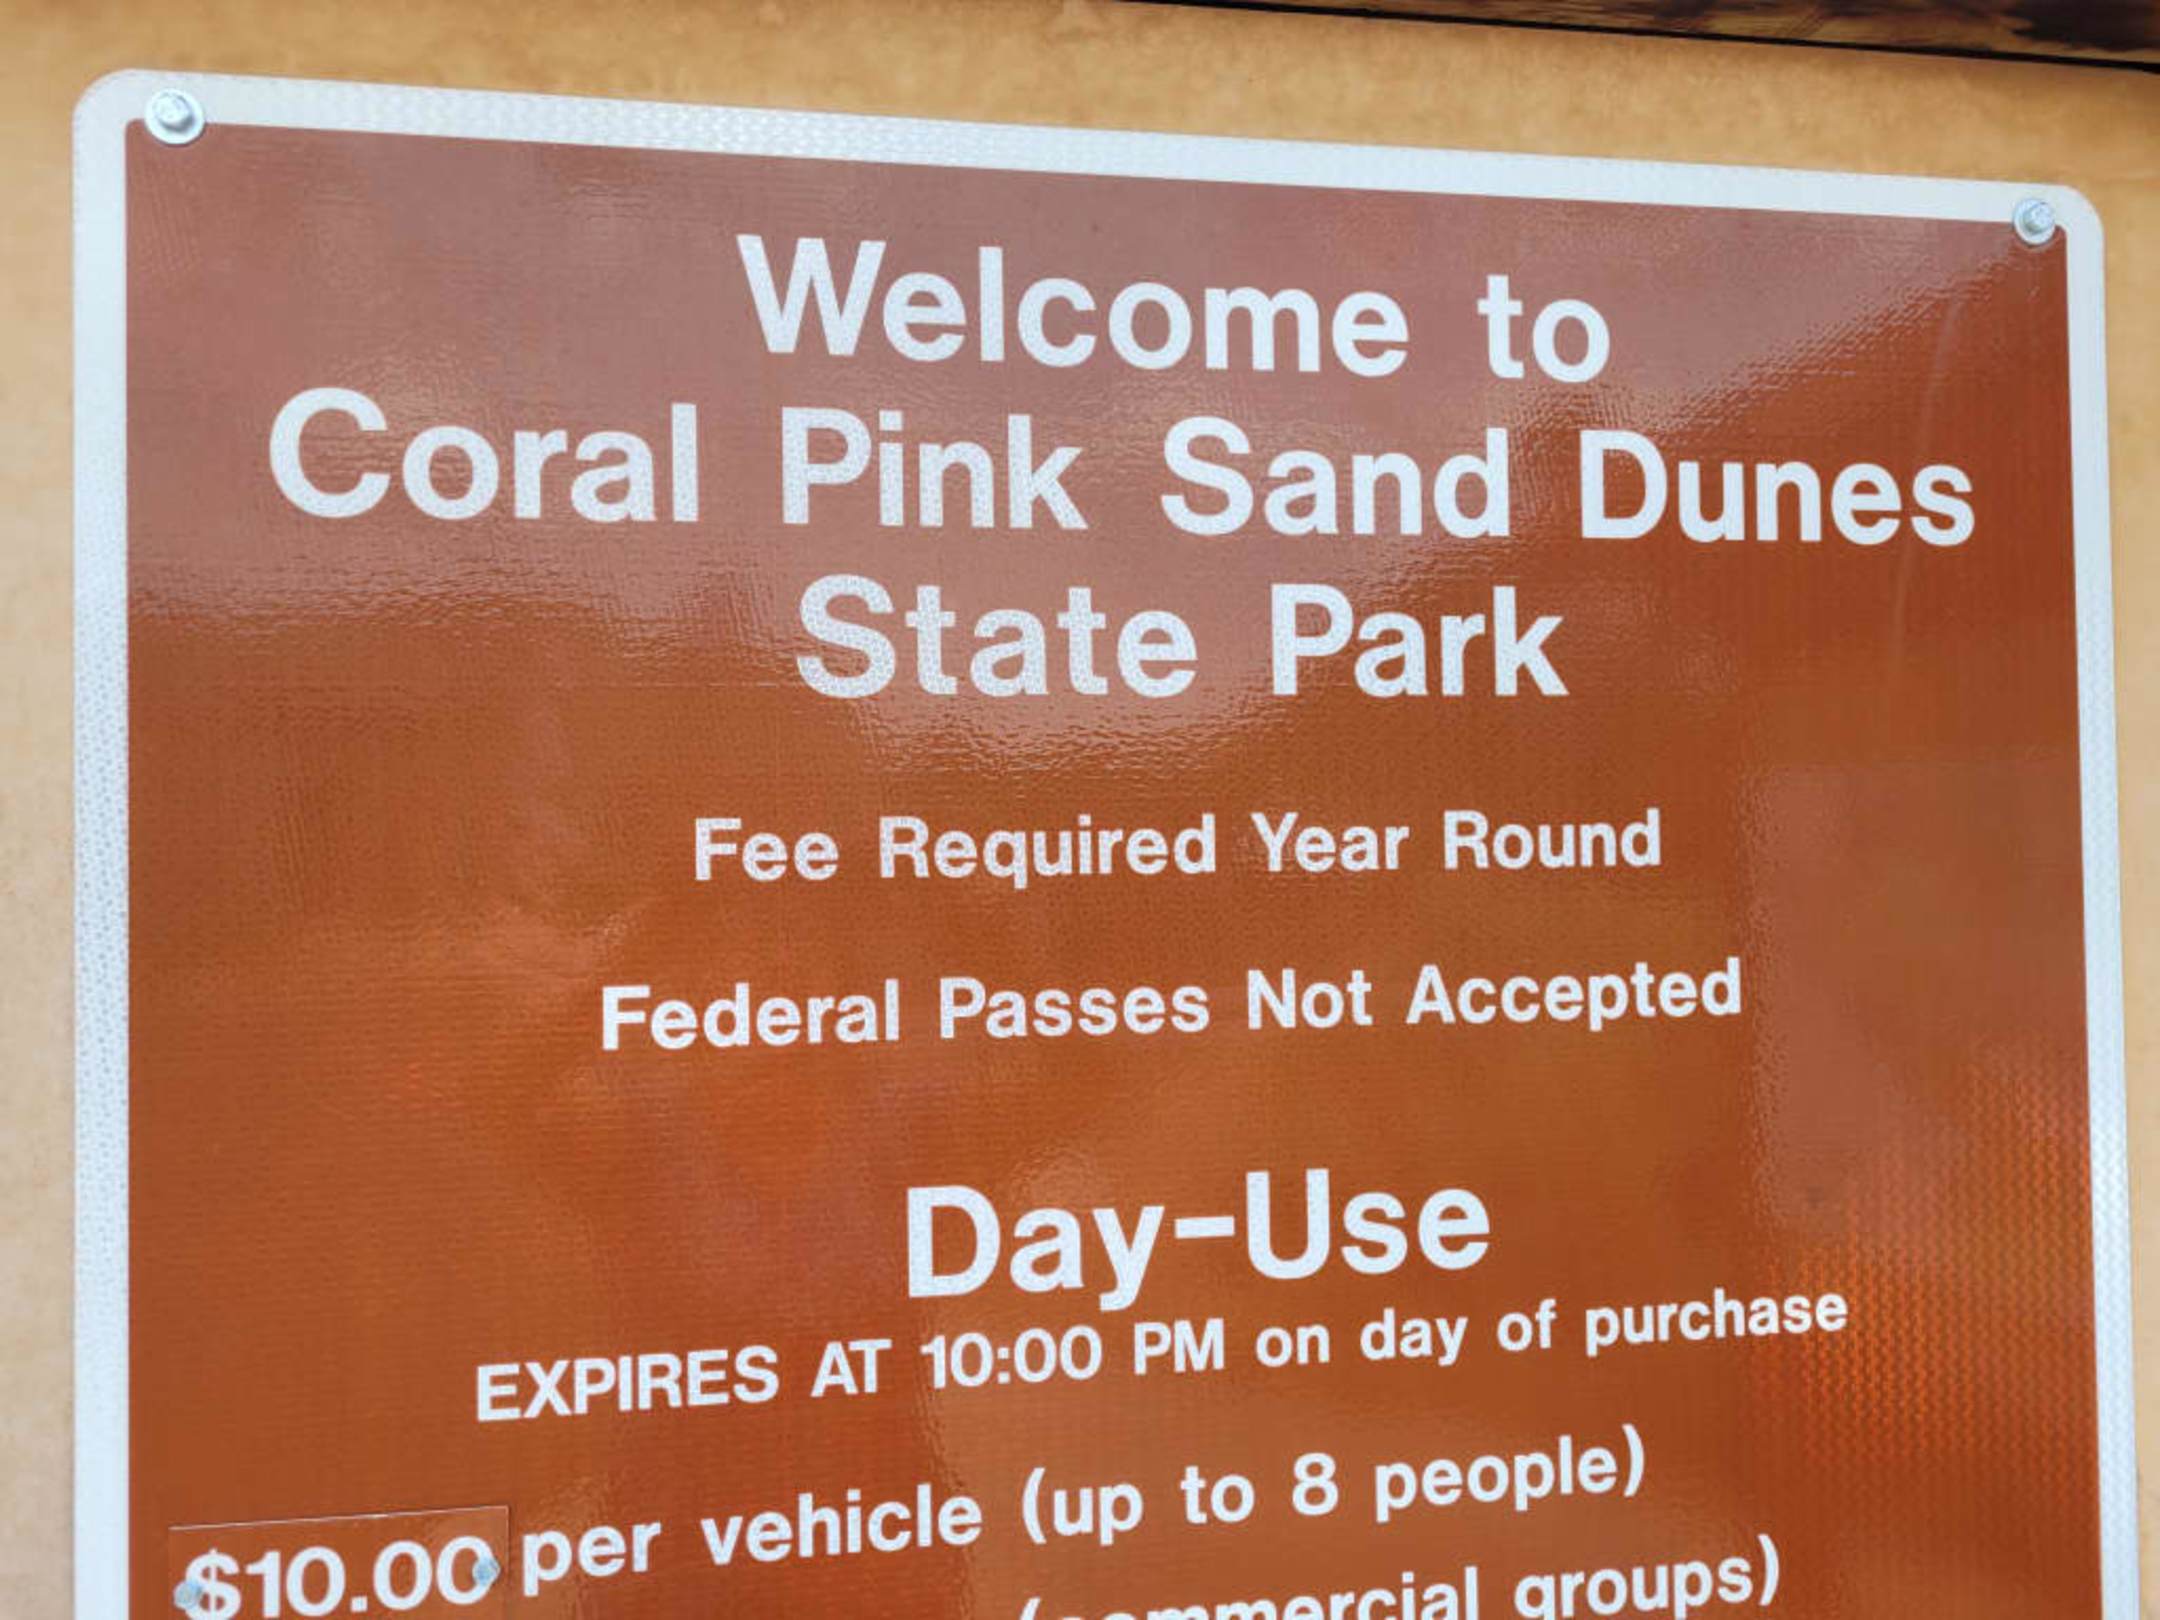 Welcome to
Coral Pink Sand Dunes
State Park
Fee Required Year Round
Federal Passes Not Accepted
Day-Use
EXPIRES AT 10:00 PM on day of purchase
$10.00 per vehicle (up to 8 people)
(commercial groups)